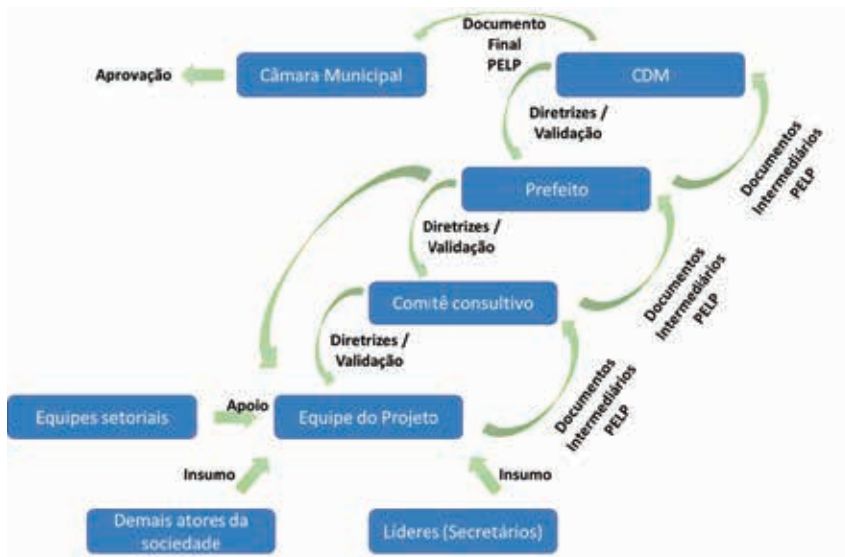 Documento
Final
PELP
Aprovação
Câmara Municipal
CDM
Diretrizes /
Validação
Documentos
Intermediários
PELP
Prefeito
Diretrizes /
Validação
Documentos
Intermediários
PELP
Comitê consultivo
Diretrizes /
Validação
Documentos
Intermediários
PELP
Equipes setoriais
Apoio
Equipe do Projeto
Insumo
Insumo
Demais atores da
sociedade
Líderes (Secretários)